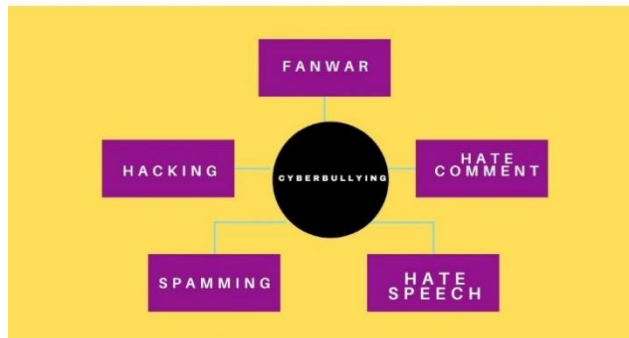 FANWAR
HACKING
CYBERBULLYING
HATE
COMMENT
SPAMMING
HATE
SPEECH